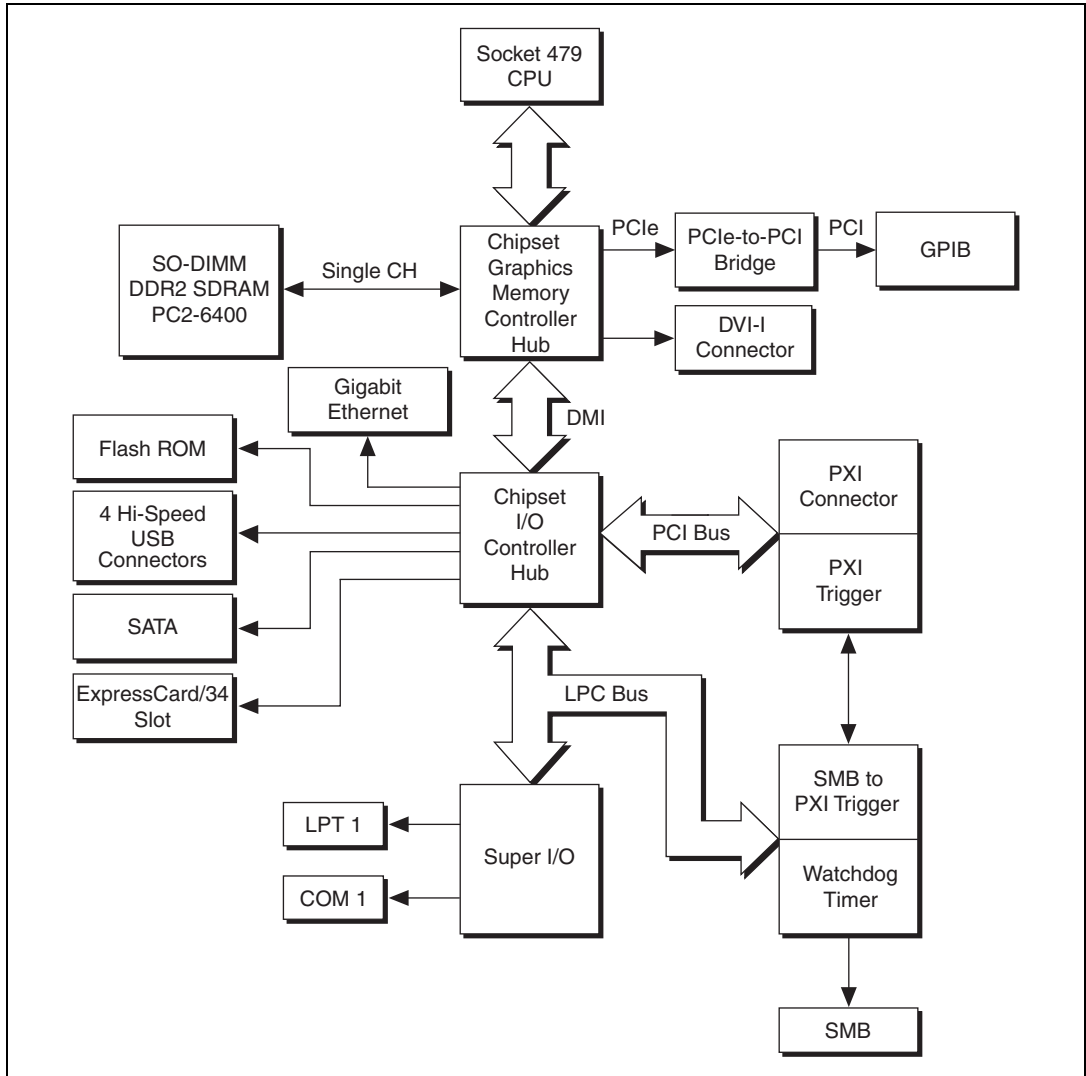 Socket 479
CPU
SO-DIMM
DDR2 SDRAM
PC2-6400
Single CH
Chipset
Graphics
Memory
Controller
Hub
PCIe
PCIe-to-PCI
Bridge
PCI
GPIB
DVI-I
Connector
Gigabit
Ethernet
DMI
Flash ROM
4 Hi-Speed
USB
Connectors
SATA
ExpressCard/34
Slot
Chipset
I/O
Controller
Hub
PCI Bus
PXI
Connector
PXI
Trigger
LPC Bus
LPT 1
COM 1
Super I/O
SMB to
PXI Trigger
Watchdog
Timer
SMB